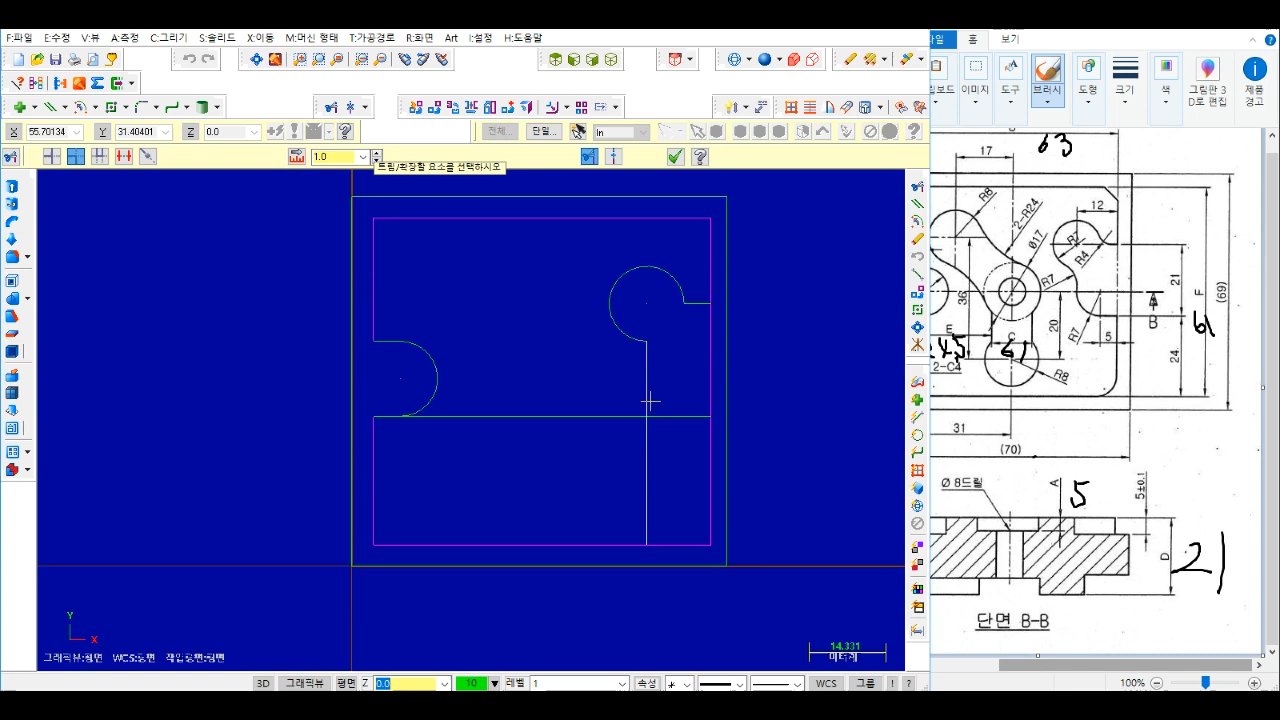 F:파일 E:수정 V:뷰 A:측정 C:그리기 S:솔리드 X:이동 M:머신 형태 T:가공경로 R:화면 Art I:설정 H:도움말
X 55.70134 Y 31.40401 Z 0.0 전체... 단일... In
1.0
트림/확장할 요소를 선택하시오
Y
X
그래픽뷰:평면 WCS:평면 작업평면:평면
14.331
미터계
3D 그래픽뷰 평면 Z 0.0 10 레벨 1 속성 WCS 그룹 ! ?
파일 홈 보기
이미지 도구 브러시 도형 크기 색 그림판 3D로 편집 제품 경고
63
17
R8
2-R24
Ø17
12
R7
R4
R7
21
F
(69)
36
B
61
E
20
C
R7
5
24
45
2-C4
R8
31
(70)
Ø 8드릴
A
5
5±0.1
D
21
단면 B-B
100%